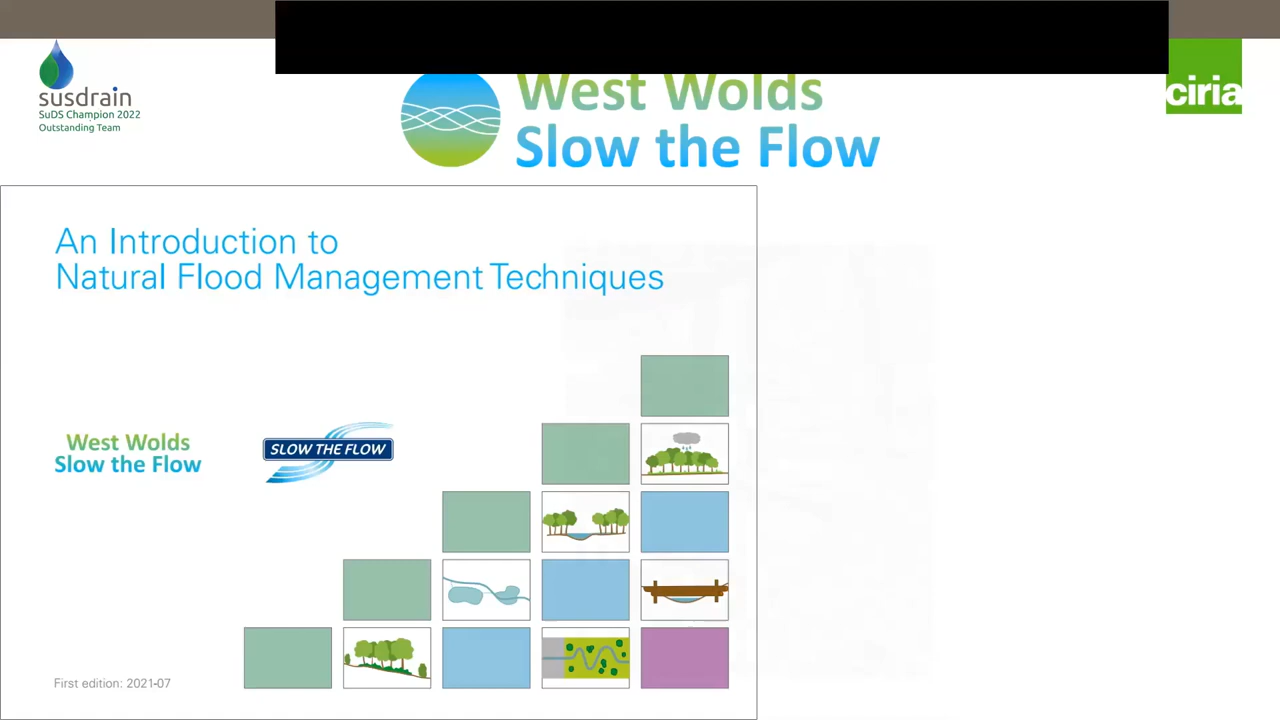 susdrain
SuDS Champion 2022
Outstanding Team
West Wolds
Slow the Flow
ciria
An Introduction to
Natural Flood Management Techniques
West Wolds
Slow the Flow
SLOW THE FLOW
First edition: 2021-07